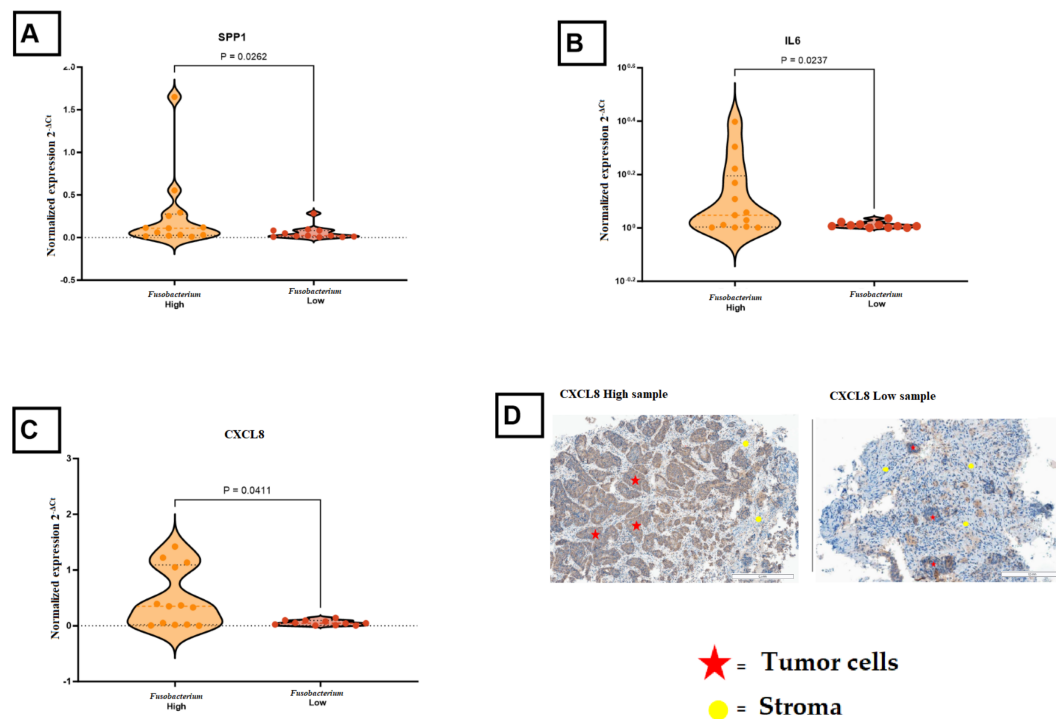 A
SPP1
P = 0.0262
Normalized expression 2^-ΔCt
2.0
1.5
1.0
0.5
0.0
-0.5
Fusobacterium
High
Fusobacterium
Low
B
IL6
P = 0.0237
Normalized expression 2^-ΔCt
10^0.6
10^0.4
10^0.2
10^0
10^-0.2
Fusobacterium
High
Fusobacterium
Low
C
CXCL8
P = 0.0411
Normalized expression 2^-ΔCt
3
2
1
0
-1
Fusobacterium
High
Fusobacterium
Low
D
CXCL8 High sample
CXCL8 Low sample
= Tumor cells
= Stroma